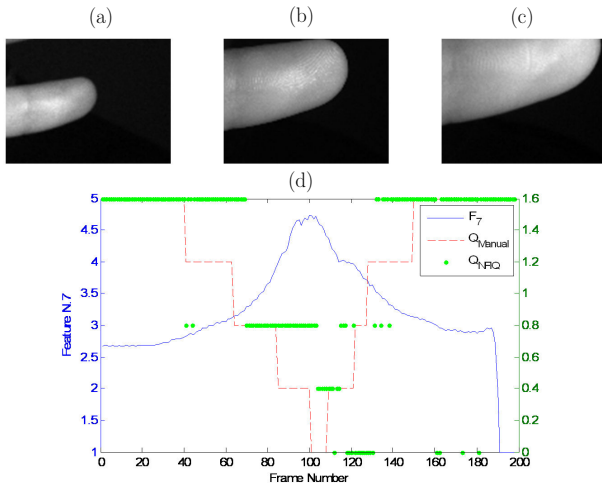 (a) (b) (c)
(d)
5 4.5 4 3.5 3 2.5 2 1.5 1
Feature N.7
F7
QManual
QNFIQ
1.6 1.4 1.2 1 0.8 0.6 0.4 0.2 0
0 20 40 60 80 100 120 140 160 180 200
Frame Number